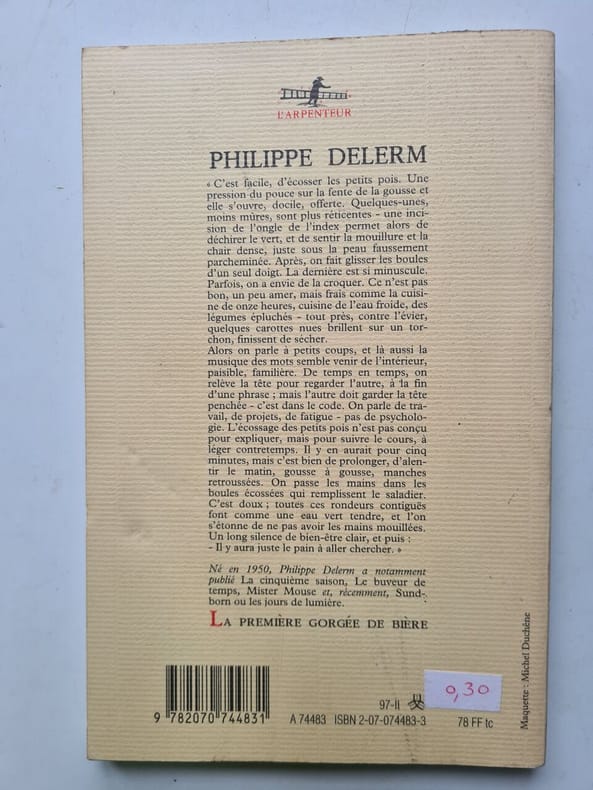 L'ARPENTEUR
PHILIPPE DELERM
« C'est facile, d'écosser les petits pois. Une
pression du pouce sur la fente de la gousse et
elle s'ouvre, docile, offerte. Quelques-unes,
moins mûres, sont plus réticentes - une inci-
sion de l'ongle de l'index permet alors de
déchirer le vert, et de sentir la mouillure et la
chair dense, juste sous la peau faussement
parcheminée. Après, on fait glisser les boules
d'un seul doigt. La dernière est si minuscule.
Parfois, on a envie de la croquer. Ce n'est pas
bon, un peu amer, mais frais comme la cuisi-
ne de onze heures, cuisine de l'eau froide, des
légumes épluchés - tout près, contre l'évier,
quelques carottes nues brillent sur un tor-
chon, finissent de sécher.
Alors on parle à petits coups, et là aussi la
musique des mots semble venir de l'intérieur,
paisible, familière. De temps en temps, on
relève la tête pour regarder l'autre, à la fin
d'une phrase ; mais l'autre doit garder la tête
penchée - c'est dans le code. On parle de tra-
vail, de projets, de fatigue - pas de psycholo-
gie. L'écossage des petits pois n'est pas conçu
pour expliquer, mais pour suivre le cours, à
léger contretemps. Il y en aurait pour cinq
minutes, mais c'est bien de prolonger, d'alen-
tir le matin, gousse à gousse, manches
retroussées. On passe les mains dans les
boules écossées qui remplissent le saladier.
C'est doux ; toutes ces rondeurs contiguës
font comme une eau vert tendre, et l'on
s'étonne de ne pas avoir les mains mouillées.
Un long silence de bien-être clair, et puis :
- Il y aura juste le pain à aller chercher. »
Né en 1950, Philippe Delerm a notamment
publié La cinquième saison, Le buveur de
temps, Mister Mouse et, récemment, Sund-
born ou les jours de lumière.
LA PREMIÈRE GORGÉE DE BIÈRE
Maquette : Michel Duchêne
0,30
97-II
9 782070 744831 A 74483 ISBN 2-07-074483-3 78 FF tc